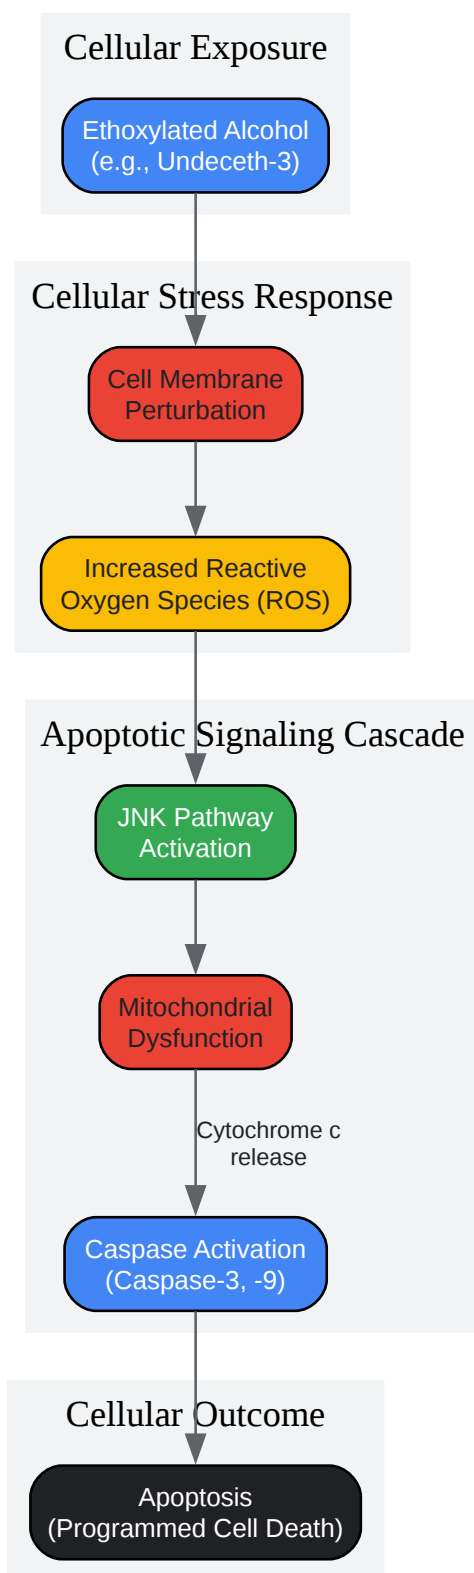 Cellular Exposure
Ethoxylated Alcohol
(e.g., Undeceth-3)
Cellular Stress Response
Cell Membrane
Perturbation
Increased Reactive
Oxygen Species (ROS)
Apoptotic Signaling Cascade
JNK Pathway
Activation
Mitochondrial
Dysfunction
Cytochrome c
release
Caspase Activation
(Caspase-3, -9)
Cellular Outcome
Apoptosis
(Programmed Cell Death)